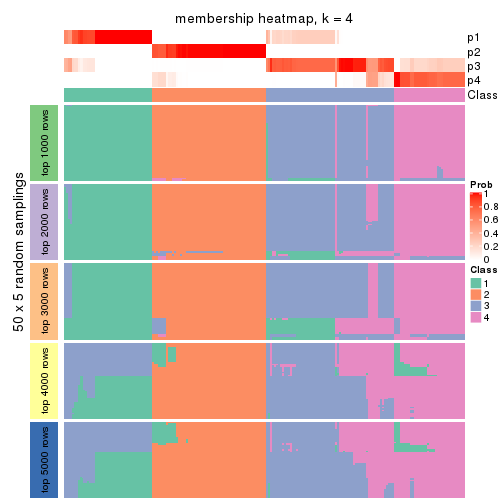 membership heatmap, k = 4
p1
p2
p3
p4
Class
50 x 5 random samplings
top 1000 rows
top 2000 rows
top 3000 rows
top 4000 rows
top 5000 rows
Prob
1
0.8
0.6
0.4
0.2
0
Class
1
2
3
4